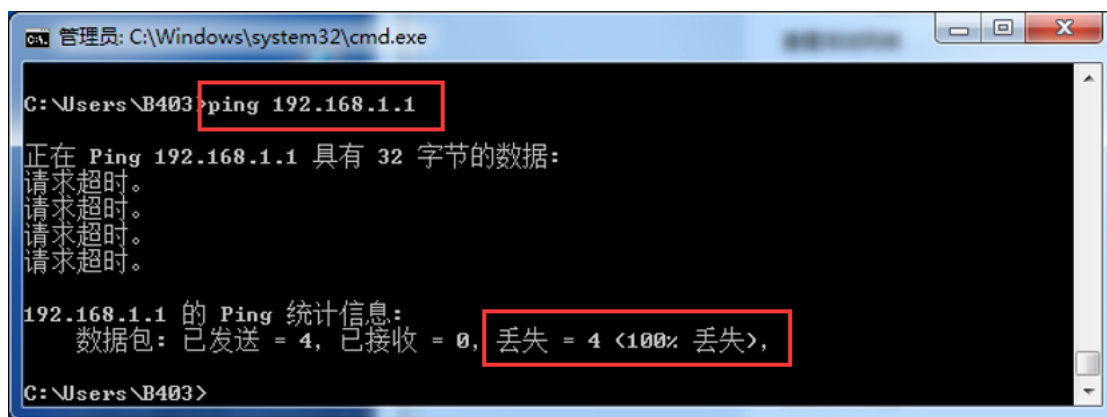 管理员: C:\Windows\system32\cmd.exe
C:\Users\B403>ping 192.168.1.1
正在 Ping 192.168.1.1 具有 32 字节的数据:
请求超时。
请求超时。
请求超时。
请求超时。
192.168.1.1 的 Ping 统计信息:
数据包: 已发送 = 4, 已接收 = 0, 丢失 = 4 (100% 丢失),
C:\Users\B403>